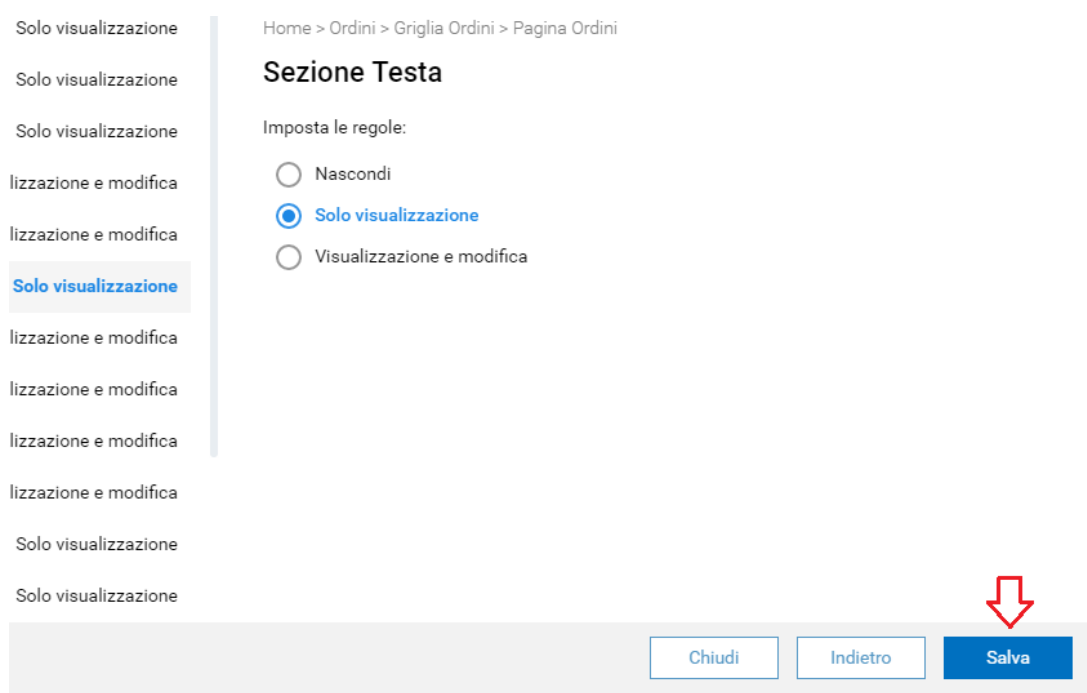 Solo visualizzazione
Solo visualizzazione
Solo visualizzazione
lizzazione e modifica
lizzazione e modifica
Solo visualizzazione
lizzazione e modifica
lizzazione e modifica
lizzazione e modifica
lizzazione e modifica
Solo visualizzazione
Solo visualizzazione
Home > Ordini > Griglia Ordini > Pagina Ordini
Sezione Testa
Imposta le regole:
Nascondi
Solo visualizzazione
Visualizzazione e modifica
Chiudi
Indietro
Salva